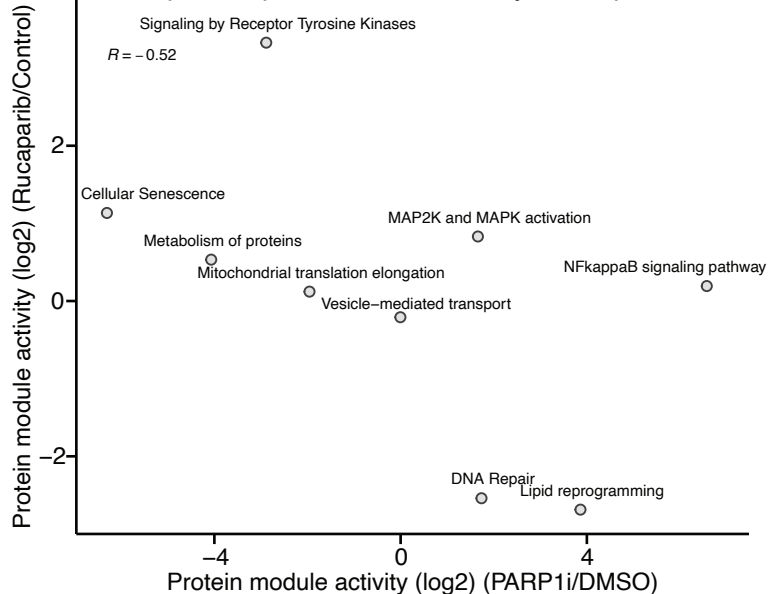 Signaling by Receptor Tyrosine Kinases
R = −0.52
2
Cellular Senescence
MAP2K and MAPK activation
Metabolism of proteins
NFkappaB signaling pathway
Mitochondrial translation elongation
0
Vesicle−mediated transport
−2
DNA Repair
Lipid reprogramming
−4
0
4
Protein module activity (log2) (PARP1i/DMSO)
Protein module activity (log2) (Rucaparib/Control)